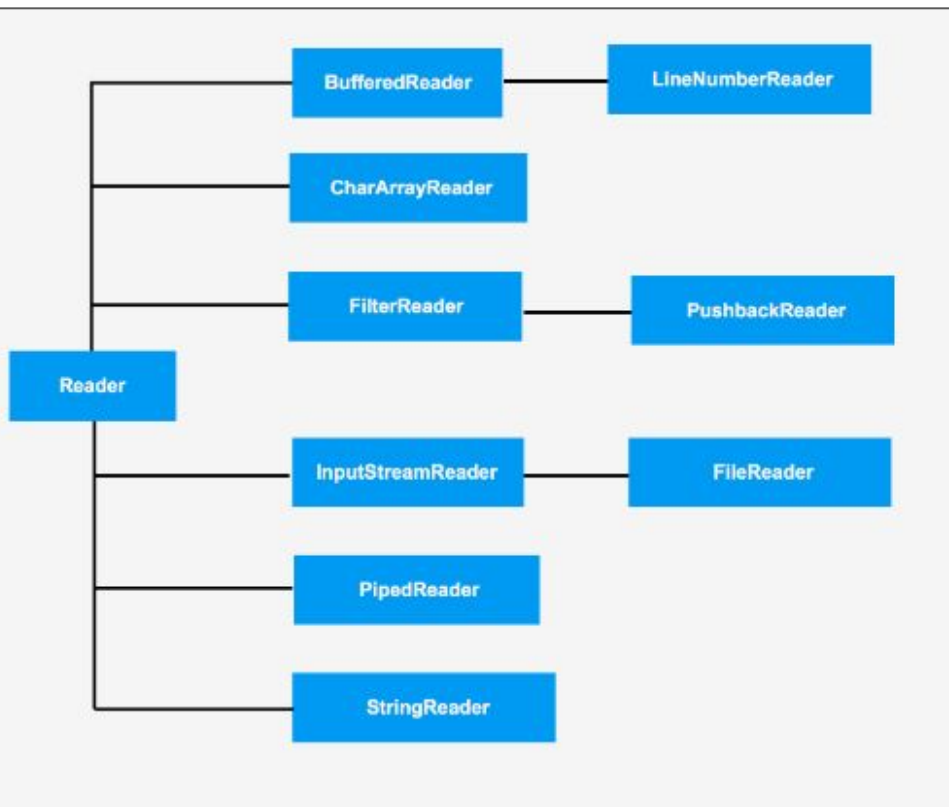 BufferedReader
LineNumberReader
CharArrayReader
FilterReader
PushbackReader
Reader
InputStreamReader
FileReader
PipedReader
StringReader